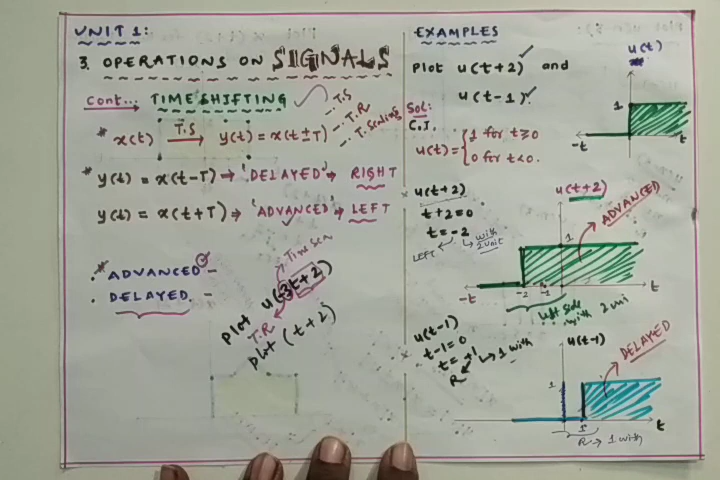 UNIT 1:
3. OPERATIONS ON SIGNALS
Cont... TIME SHIFTING
- T.S
- T.R
- T. Scaling
* x(t) T.S → y(t) = x(t ± T)
* y(t) = x(t-T) → 'DELAYED' → RIGHT
y(t) = x(t+T) → 'ADVANCED' → LEFT
* ADVANCED -
. DELAYED. -
Time Sca
Plot u(-3t+2)
T.R
plot (t+2)
EXAMPLES
Plot u(t+2) and
u(t-1).
Sol:
C.T.
u(t) = { 1 for t≥0
0 for t<0.
u(t)
1
-t
t
u(t+2)
t+2=0
t=-2
LEFT
with
2 unit
u(t+2)
ADVANCED
1
-t
-2
-1
t
left side
with 2 uni
u(t-1)
t-1=0
t=1
R → 1 with
u(t-1)
DELAYED
1
1
t
R → 1 with